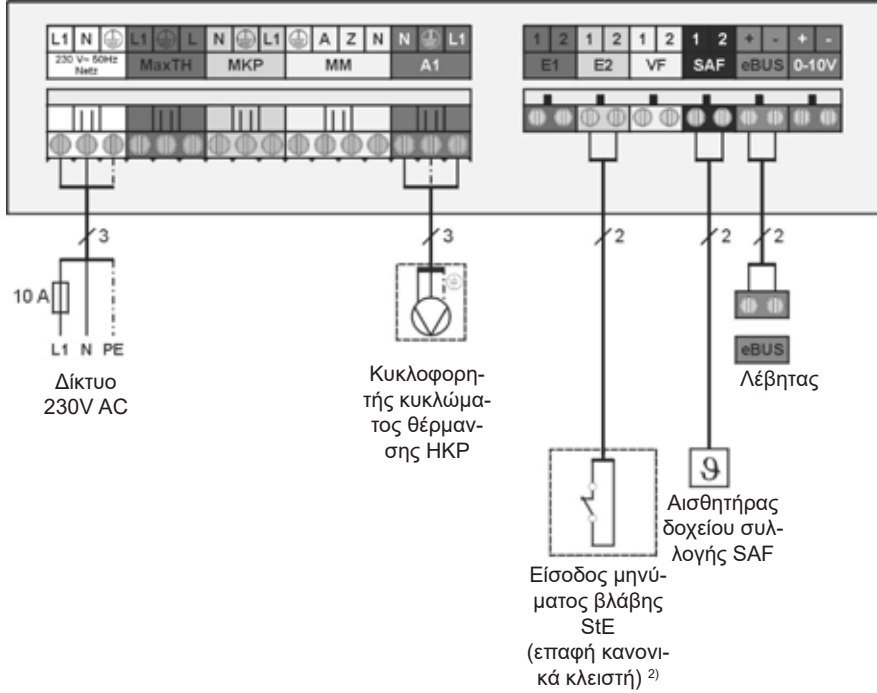 L1 N L1 L N L1 A Z N N L1
230 V~ 50Hz
Netz
MaxTH MKP MM A1
1 2 1 2 1 2 1 2 + - + -
E1 E2 VF SAF eBUS 0-10V
3
3
2
2
2
10 A
L1 N PE
Δίκτυο
230V AC
Κυκλοφορη-
τής κυκλώμα-
τος θέρμαν-
σης HKP
eBUS
Λέβητας
ϑ
Αισθητήρας
δοχείου συλ-
λογής SAF
Είσοδος μηνύ-
ματος βλάβης
StE
(επαφή κανονι-
κά κλειστή) 2)